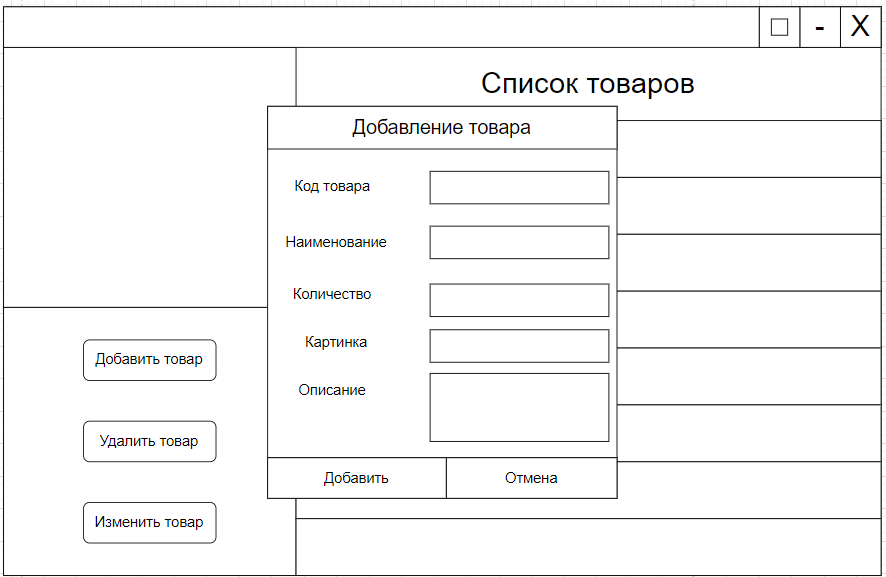 - X
Список товаров
Добавление товара
Код товара
Наименование
Количество
Картинка
Описание
Добавить Отмена
Добавить товар
Удалить товар
Изменить товар